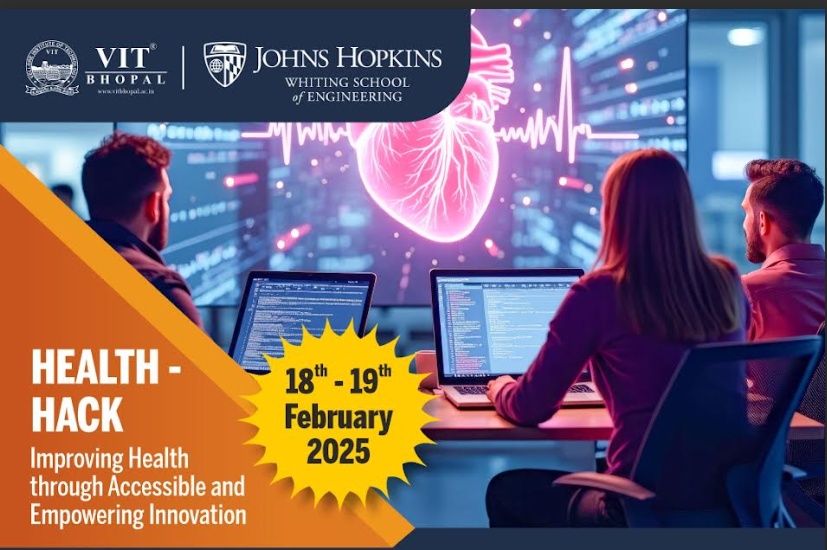 VIT®
BHOPAL
www.vitbhopal.ac.in
JOHNS HOPKINS
WHITING SCHOOL
of ENGINEERING
HEALTH -
HACK
Improving Health
through Accessible and
Empowering Innovation
18th - 19th
February
2025